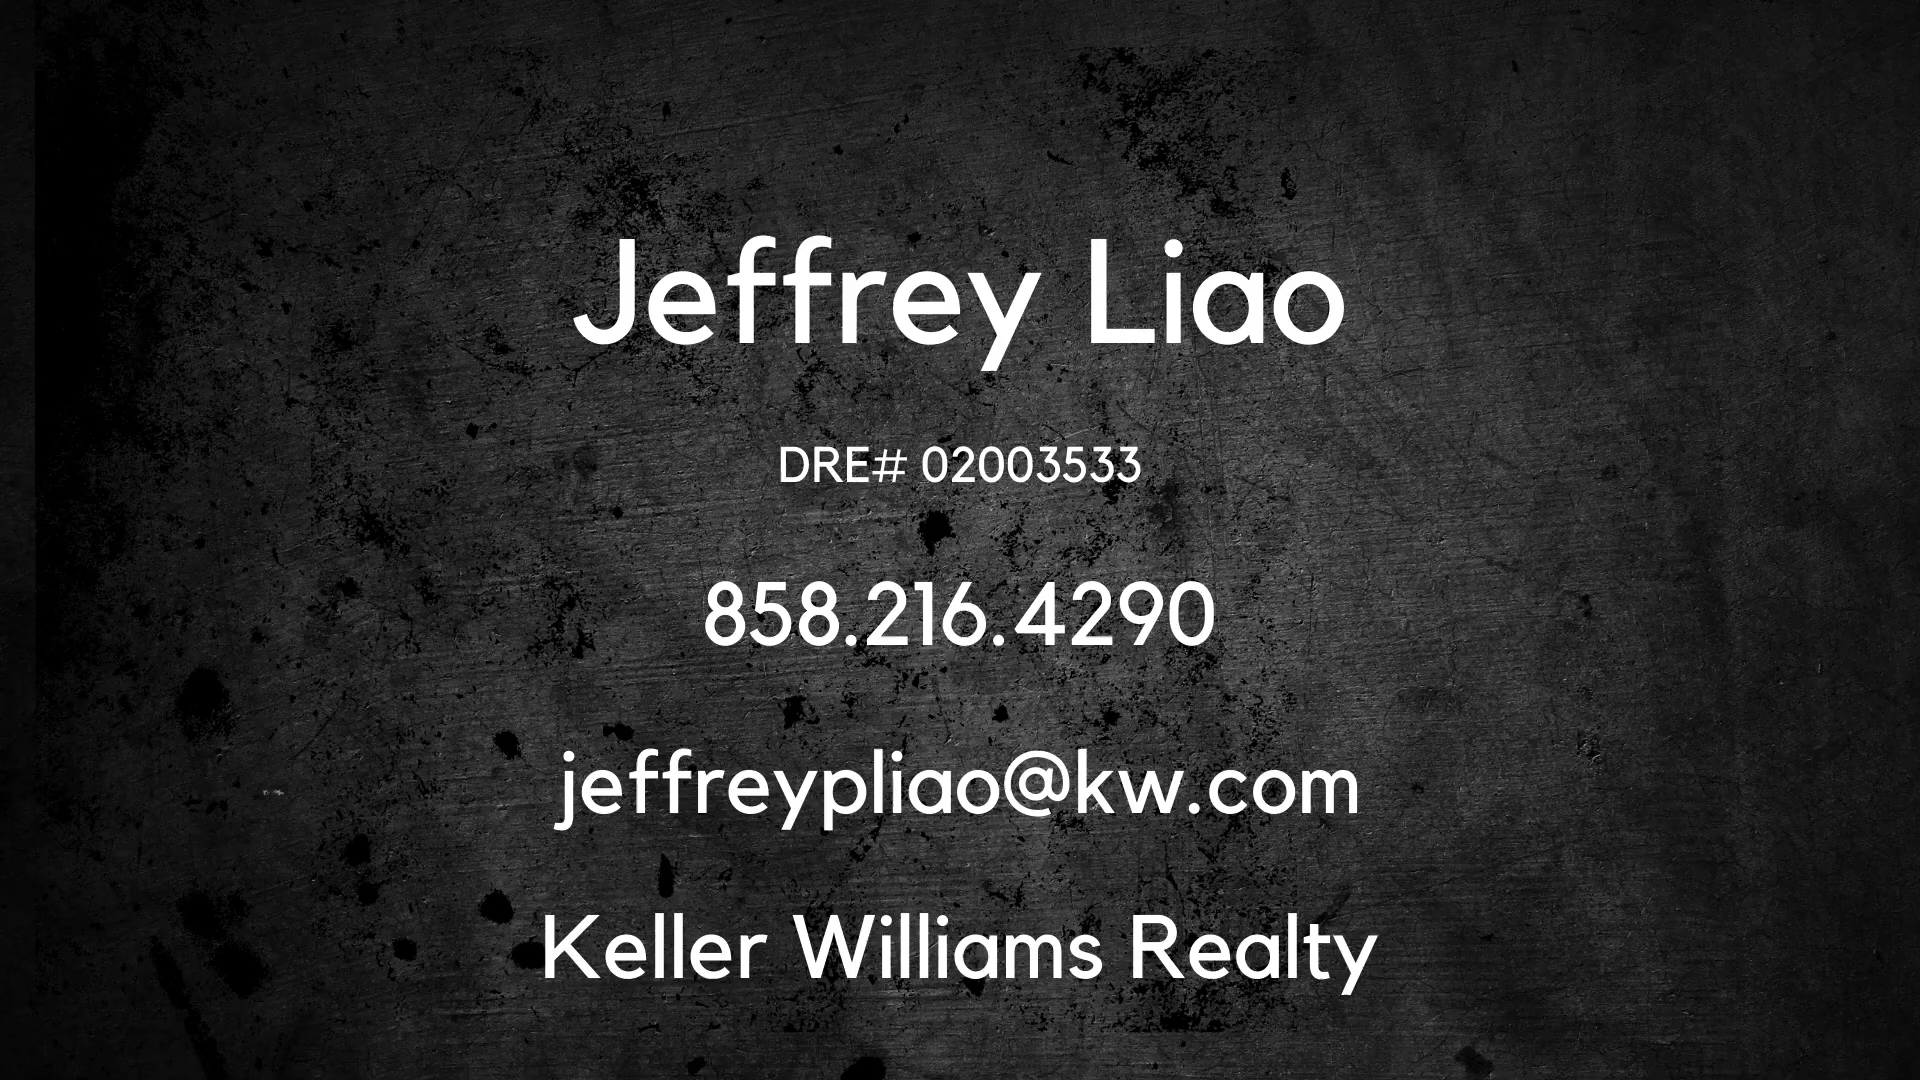 Jeffrey Liao
DRE# 02003533
858.216.4290
jeffreypliao@kw.com
Keller Williams Realty